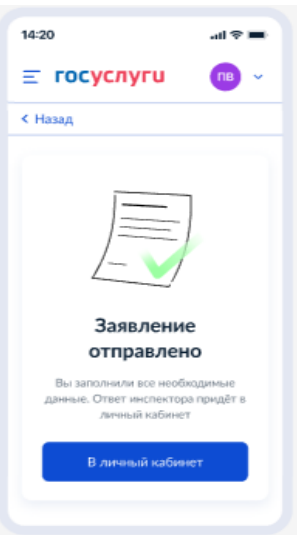 14:20
госуслуги
ПВ
Назад
Заявление
отправлено
Вы заполнили все необходимые
данные. Ответ инспектора придёт в
личный кабинет
В личный кабинет